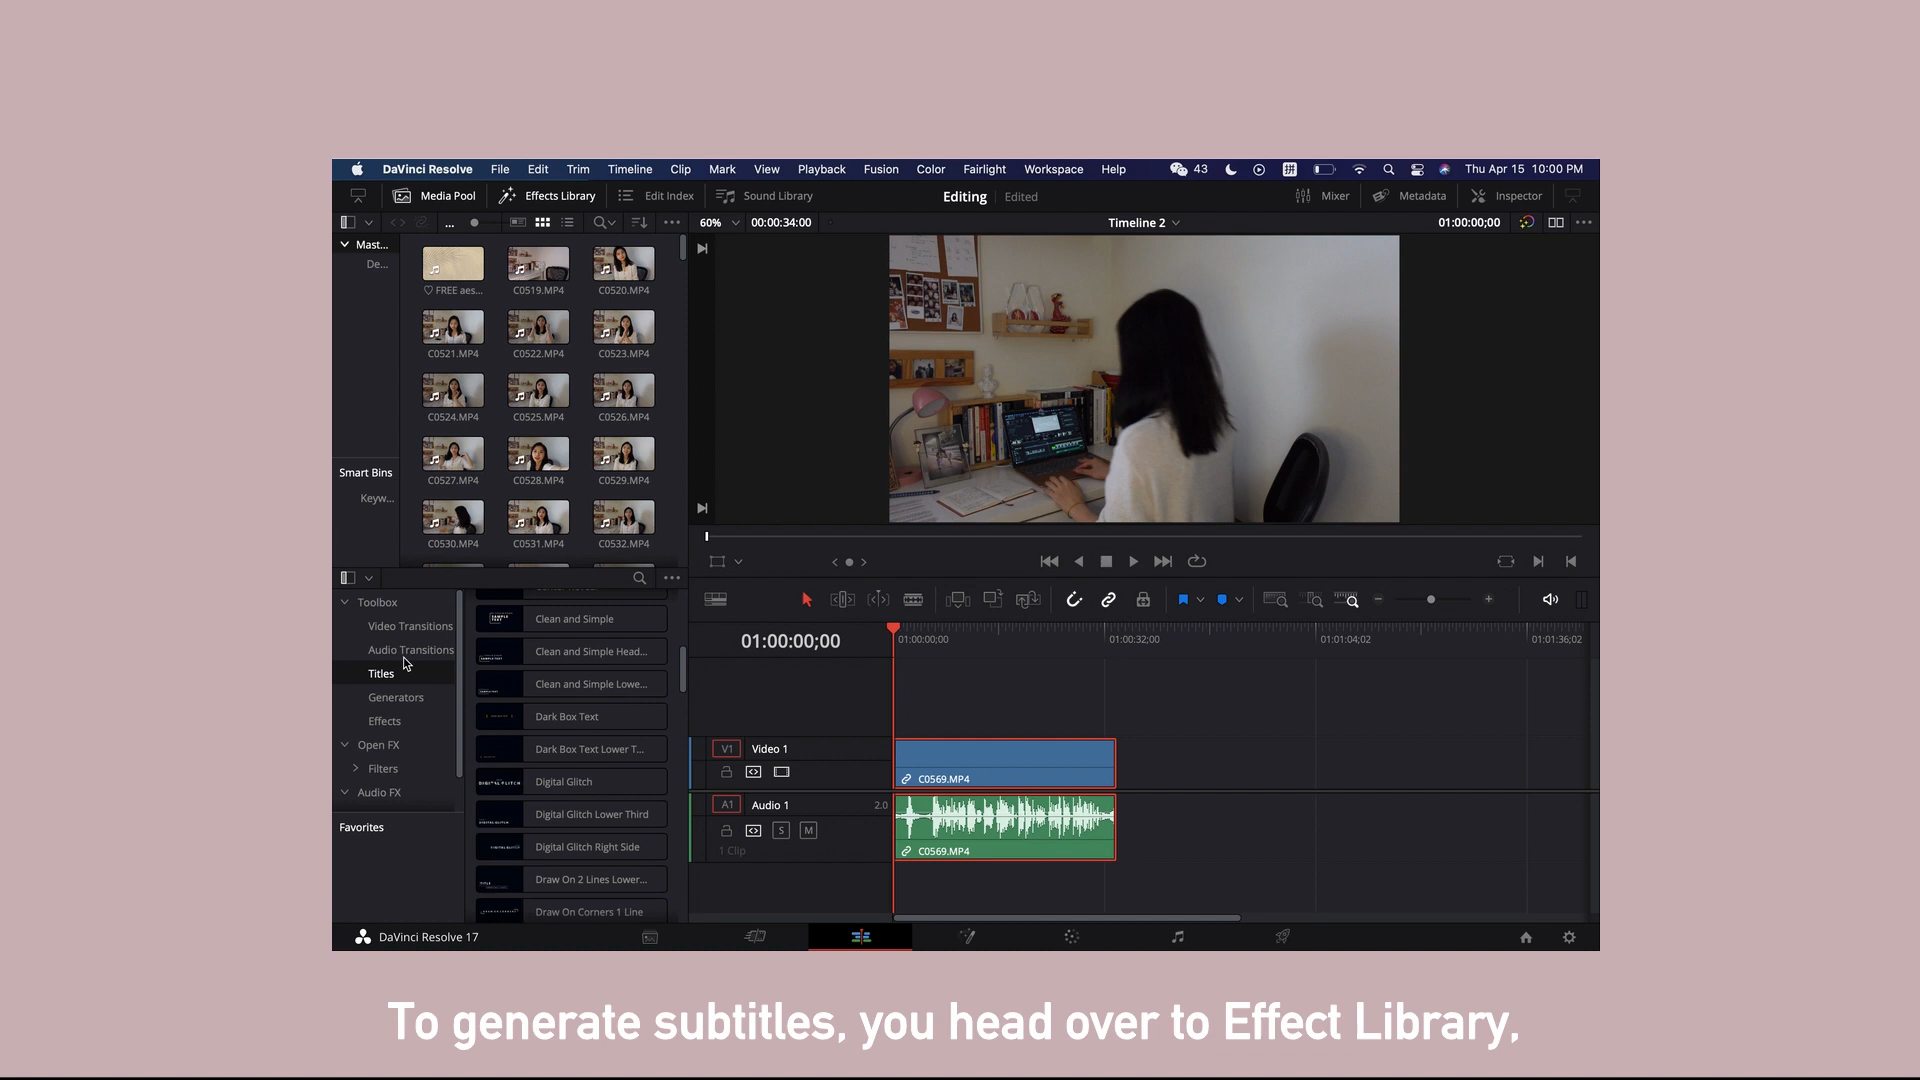 DaVinci Resolve File Edit Trim Timeline Clip Mark View Playback Fusion Color Fairlight Workspace Help 43 Thu Apr 15 10:00 PM
Media Pool Effects Library Edit Index Sound Library Editing Edited Mixer Metadata Inspector
... 60% 00:00:34:00 Timeline 2 01:00:00;00
Mast...
De...
FREE aes... C0519.MP4 C0520.MP4
C0521.MP4 C0522.MP4 C0523.MP4
C0524.MP4 C0525.MP4 C0526.MP4
C0527.MP4 C0528.MP4 C0529.MP4
C0530.MP4 C0531.MP4 C0532.MP4
Smart Bins
Keyw...
Toolbox
Video Transitions
Audio Transitions
Titles
Generators
Effects
Open FX
Filters
Audio FX
Favorites
Clean and Simple
Clean and Simple Head...
Clean and Simple Lowe...
Dark Box Text
Dark Box Text Lower T...
DIGITAL GLITCH Digital Glitch
Digital Glitch Lower Third
Digital Glitch Right Side
Draw On 2 Lines Lower...
Draw On Corners 1 Line
01:00:00;00 01:00:00;00 01:00:32;00 01:01:04;02 01:01:36;02
V1 Video 1
C0569.MP4
A1 Audio 1 2.0
S M
1 Clip
C0569.MP4
DaVinci Resolve 17
To generate subtitles, you head over to Effect Library,